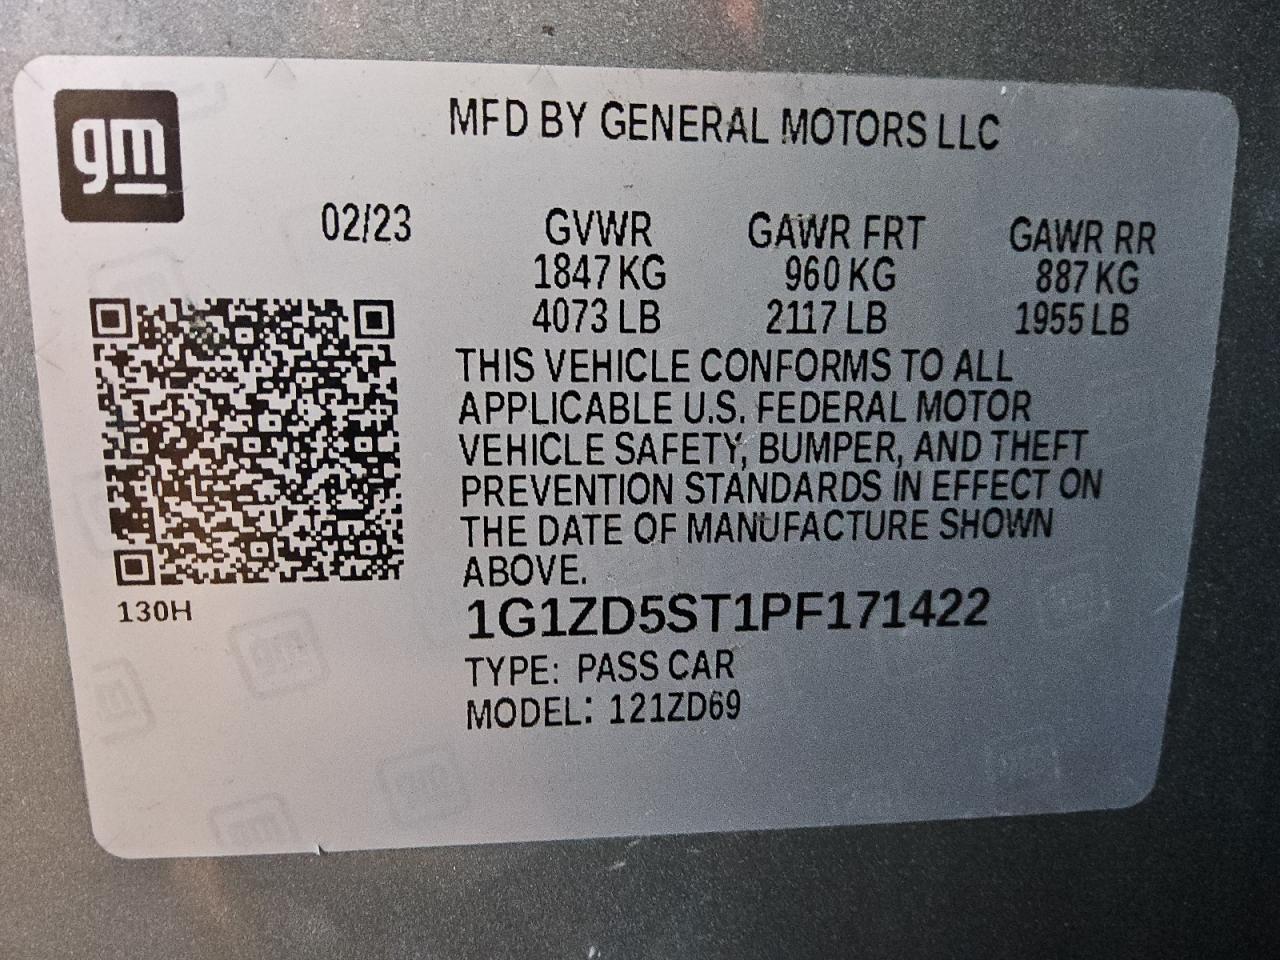 gm
MFD BY GENERAL MOTORS LLC
02/23 GVWR GAWR FRT GAWR RR
1847 KG 960 KG 887 KG
4073 LB 2117 LB 1955 LB
THIS VEHICLE CONFORMS TO ALL
APPLICABLE U.S. FEDERAL MOTOR
VEHICLE SAFETY, BUMPER, AND THEFT
PREVENTION STANDARDS IN EFFECT ON
THE DATE OF MANUFACTURE SHOWN
ABOVE.
130H
1G1ZD5ST1PF171422
TYPE: PASS CAR
MODEL: 121ZD69